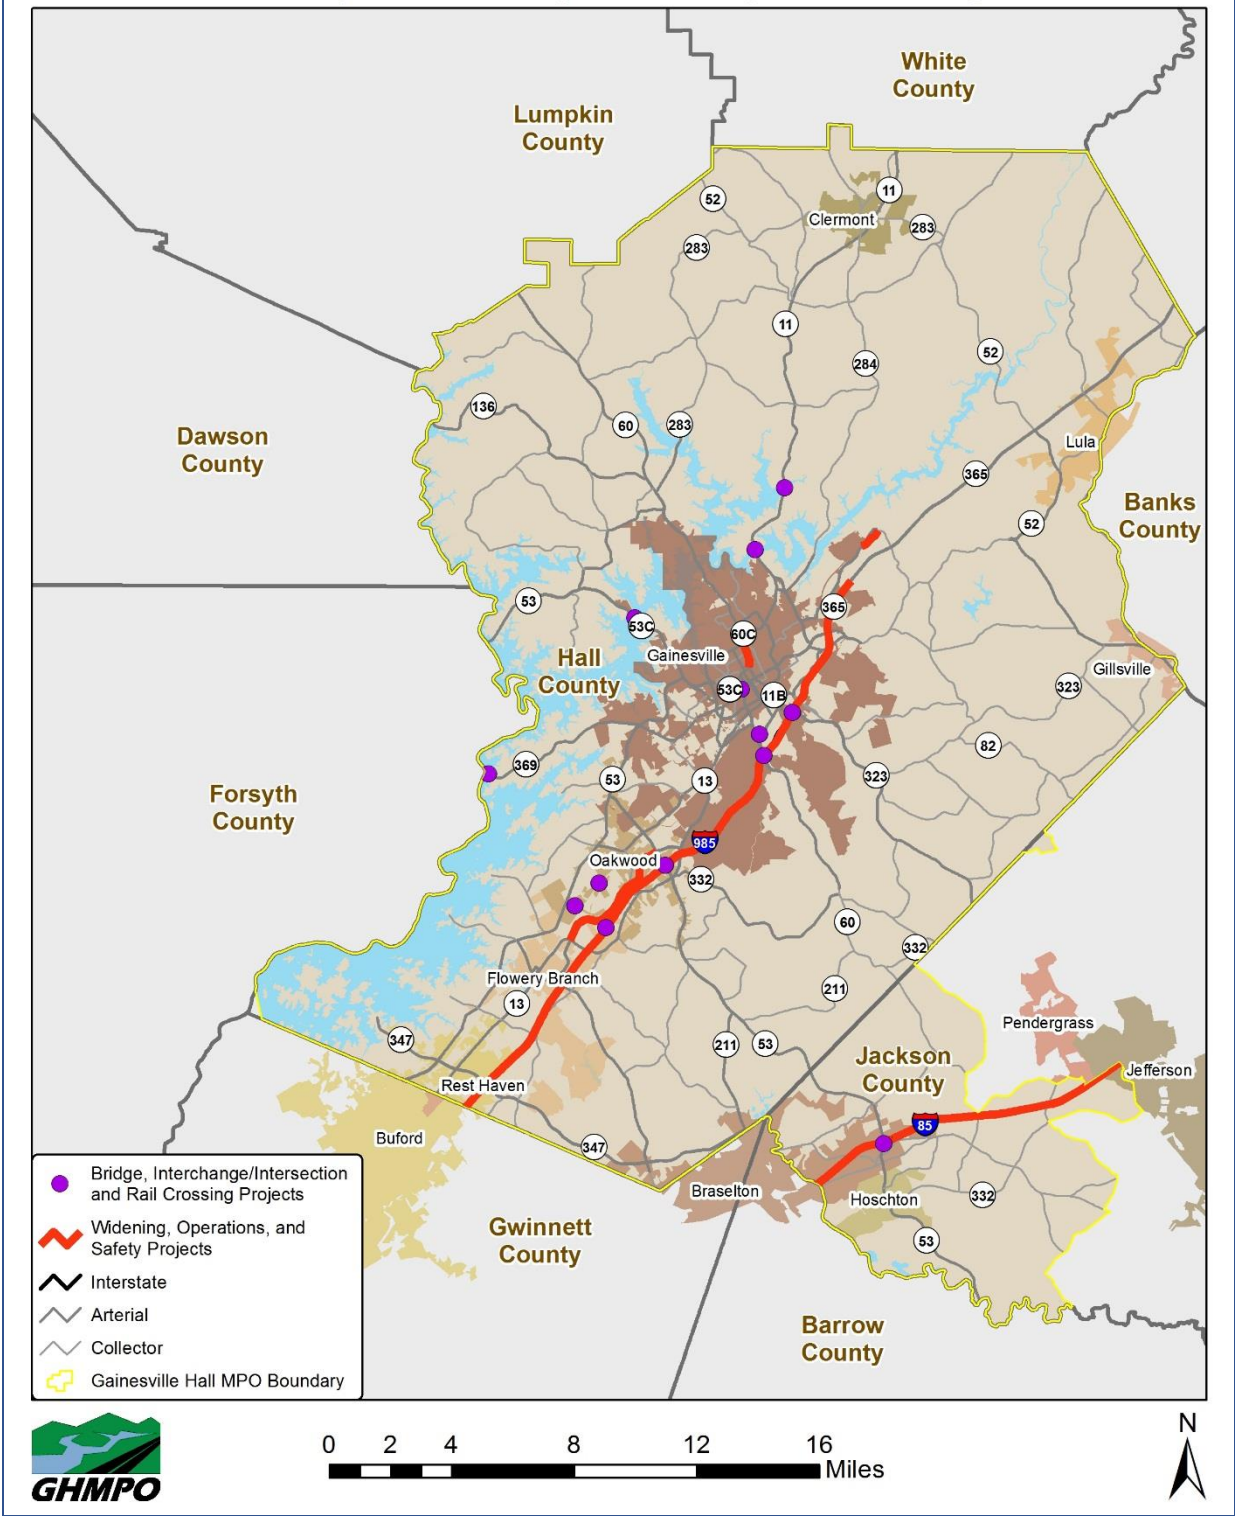 White
County
Lumpkin
County
52
11
Clermont
283
283
11
52
284
136
60
283
Dawson
County
Lula
365
Banks
County
52
53
365
53C
60C
Gainesville
Hall
County
Gillsville
53C
11B
323
82
369
53
13
323
Forsyth
County
985
Oakwood
332
60
332
Flowery Branch
211
13
Pendergrass
347
211
53
Jackson
County
Jefferson
Rest Haven
85
Buford
347
Braselton
Hoschton
332
53
Gwinnett
County
Barrow
County
Bridge, Interchange/Intersection
and Rail Crossing Projects
Widening, Operations, and
Safety Projects
Interstate
Arterial
Collector
Gainesville Hall MPO Boundary
GHMPO
0 2 4 8 12 16
Miles
N